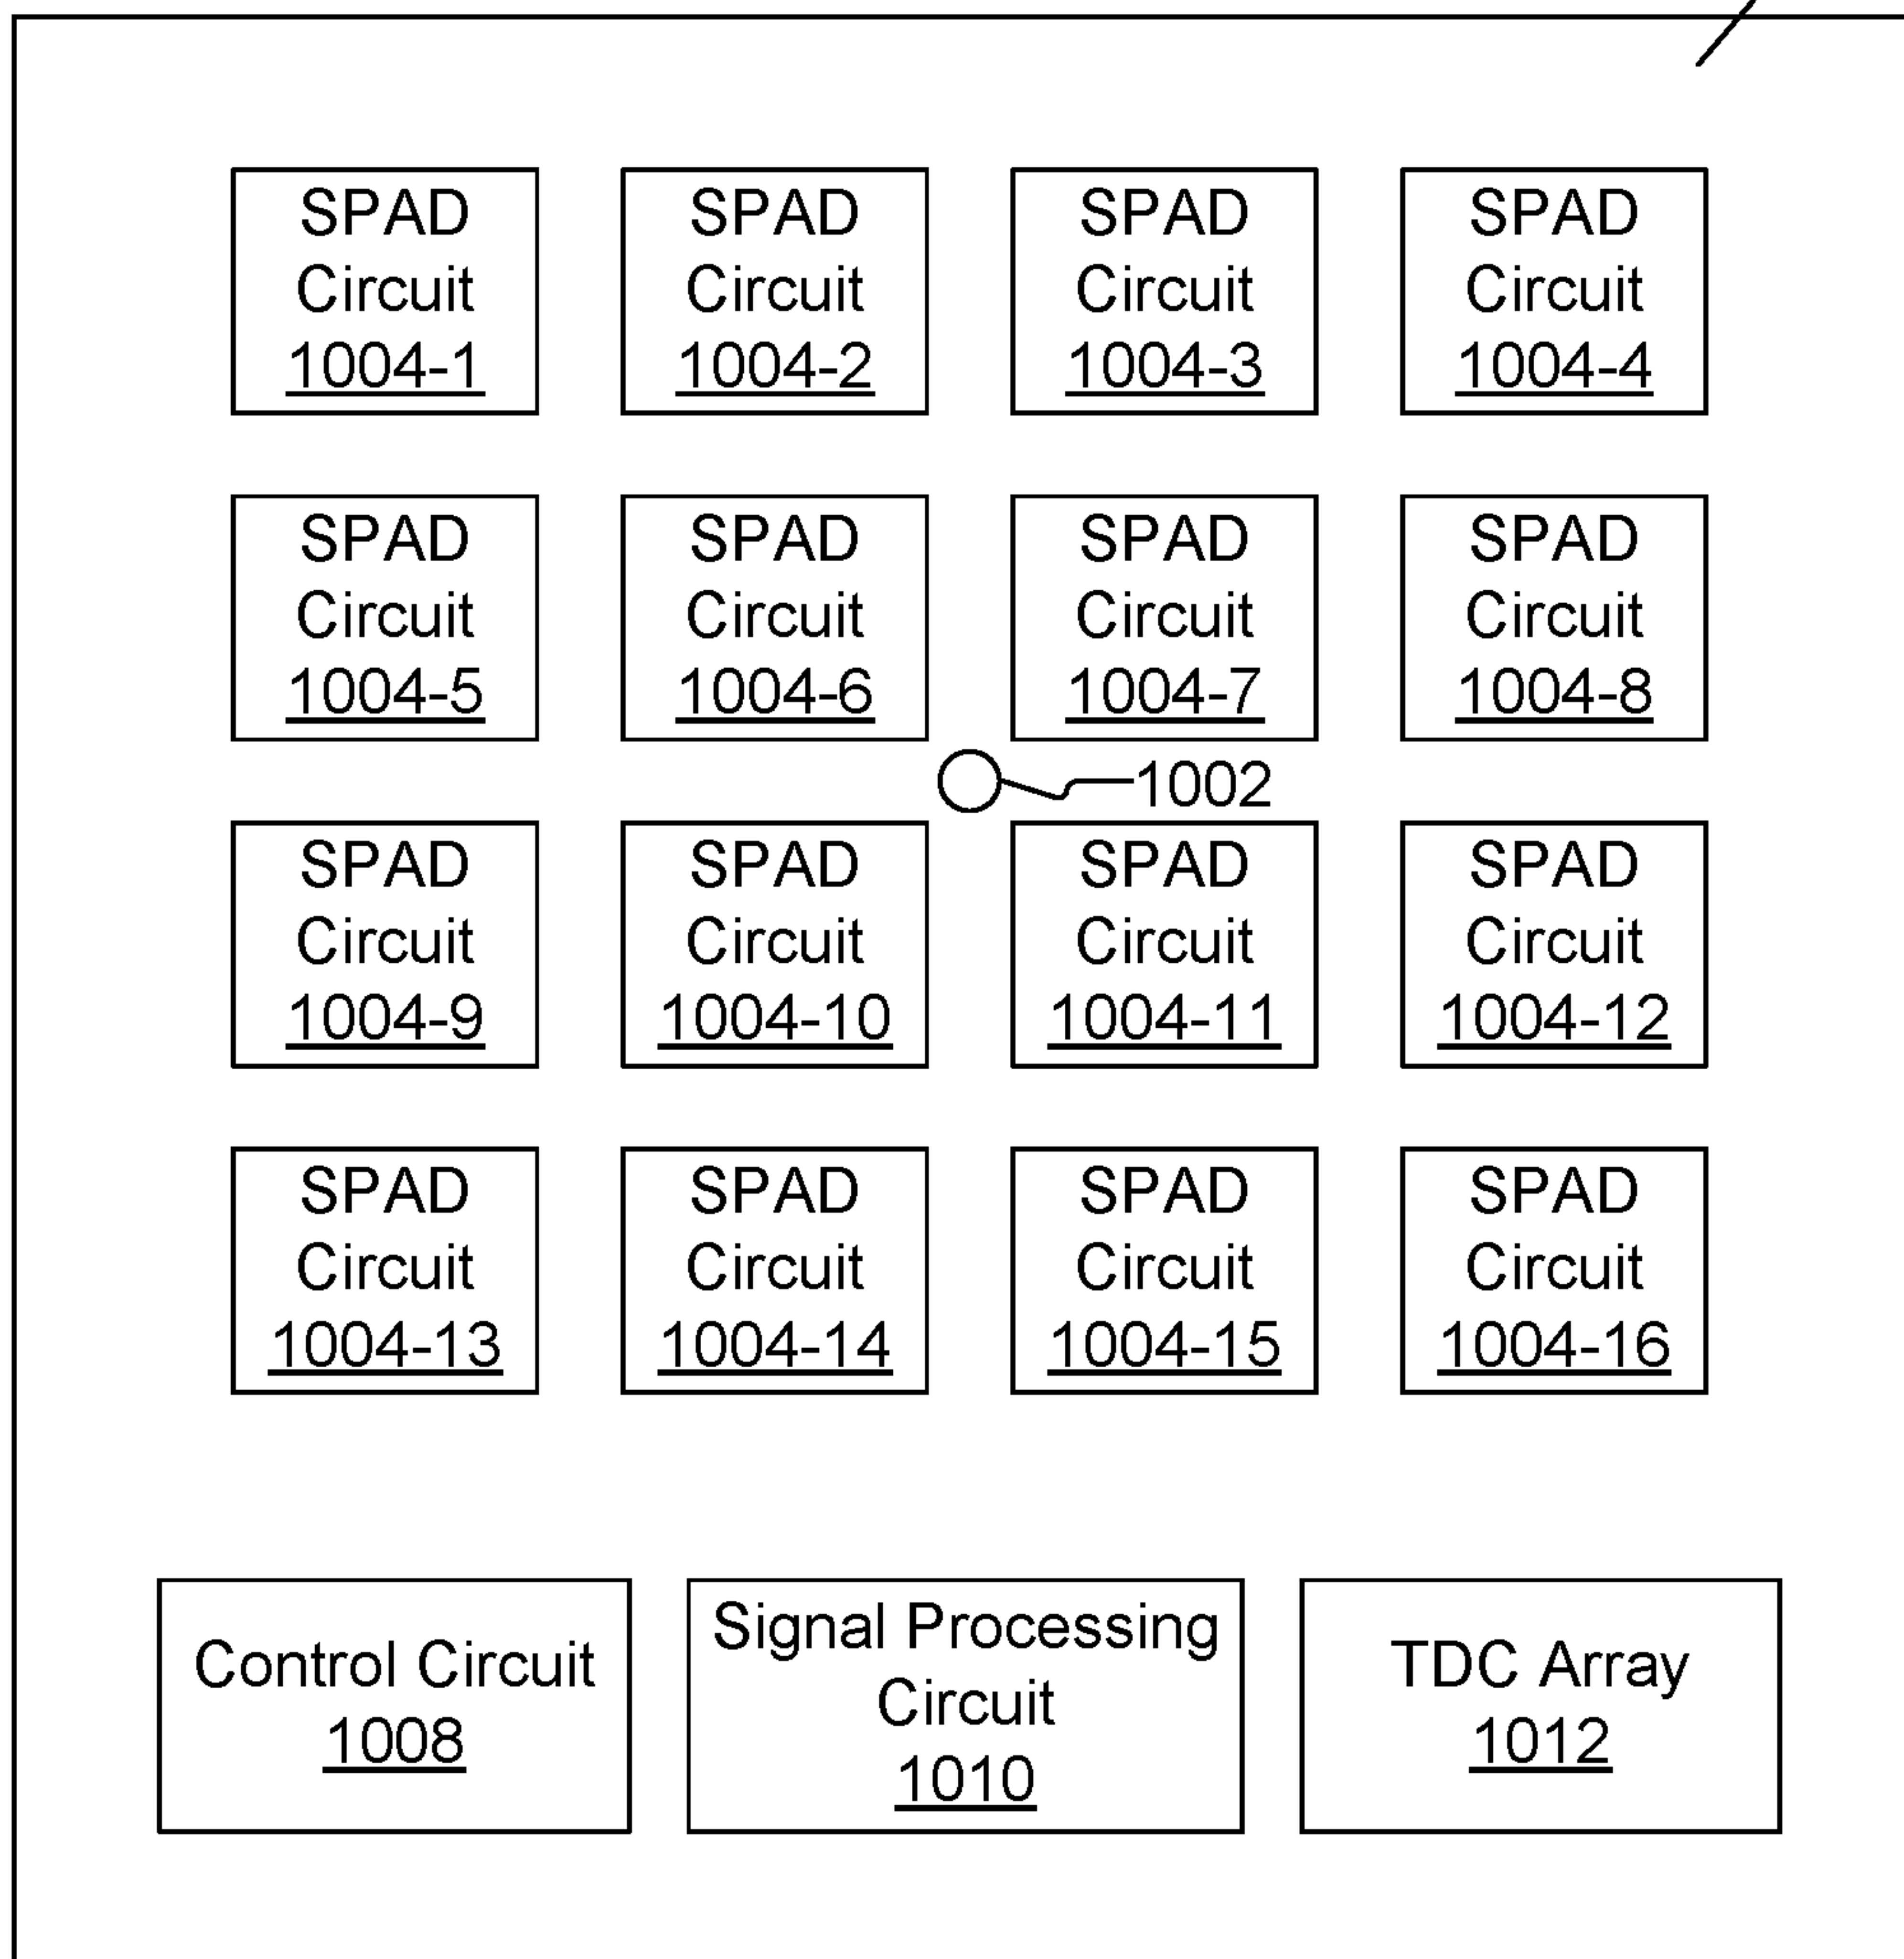 SPAD
Circuit
1004-1
SPAD
Circuit
1004-2
SPAD
Circuit
1004-3
SPAD
Circuit
1004-4
SPAD
Circuit
1004-5
SPAD
Circuit
1004-6
SPAD
Circuit
1004-7
SPAD
Circuit
1004-8
1002
SPAD
Circuit
1004-9
SPAD
Circuit
1004-10
SPAD
Circuit
1004-11
SPAD
Circuit
1004-12
SPAD
Circuit
1004-13
SPAD
Circuit
1004-14
SPAD
Circuit
1004-15
SPAD
Circuit
1004-16
Control Circuit
1008
Signal Processing
Circuit
1010
TDC Array
1012